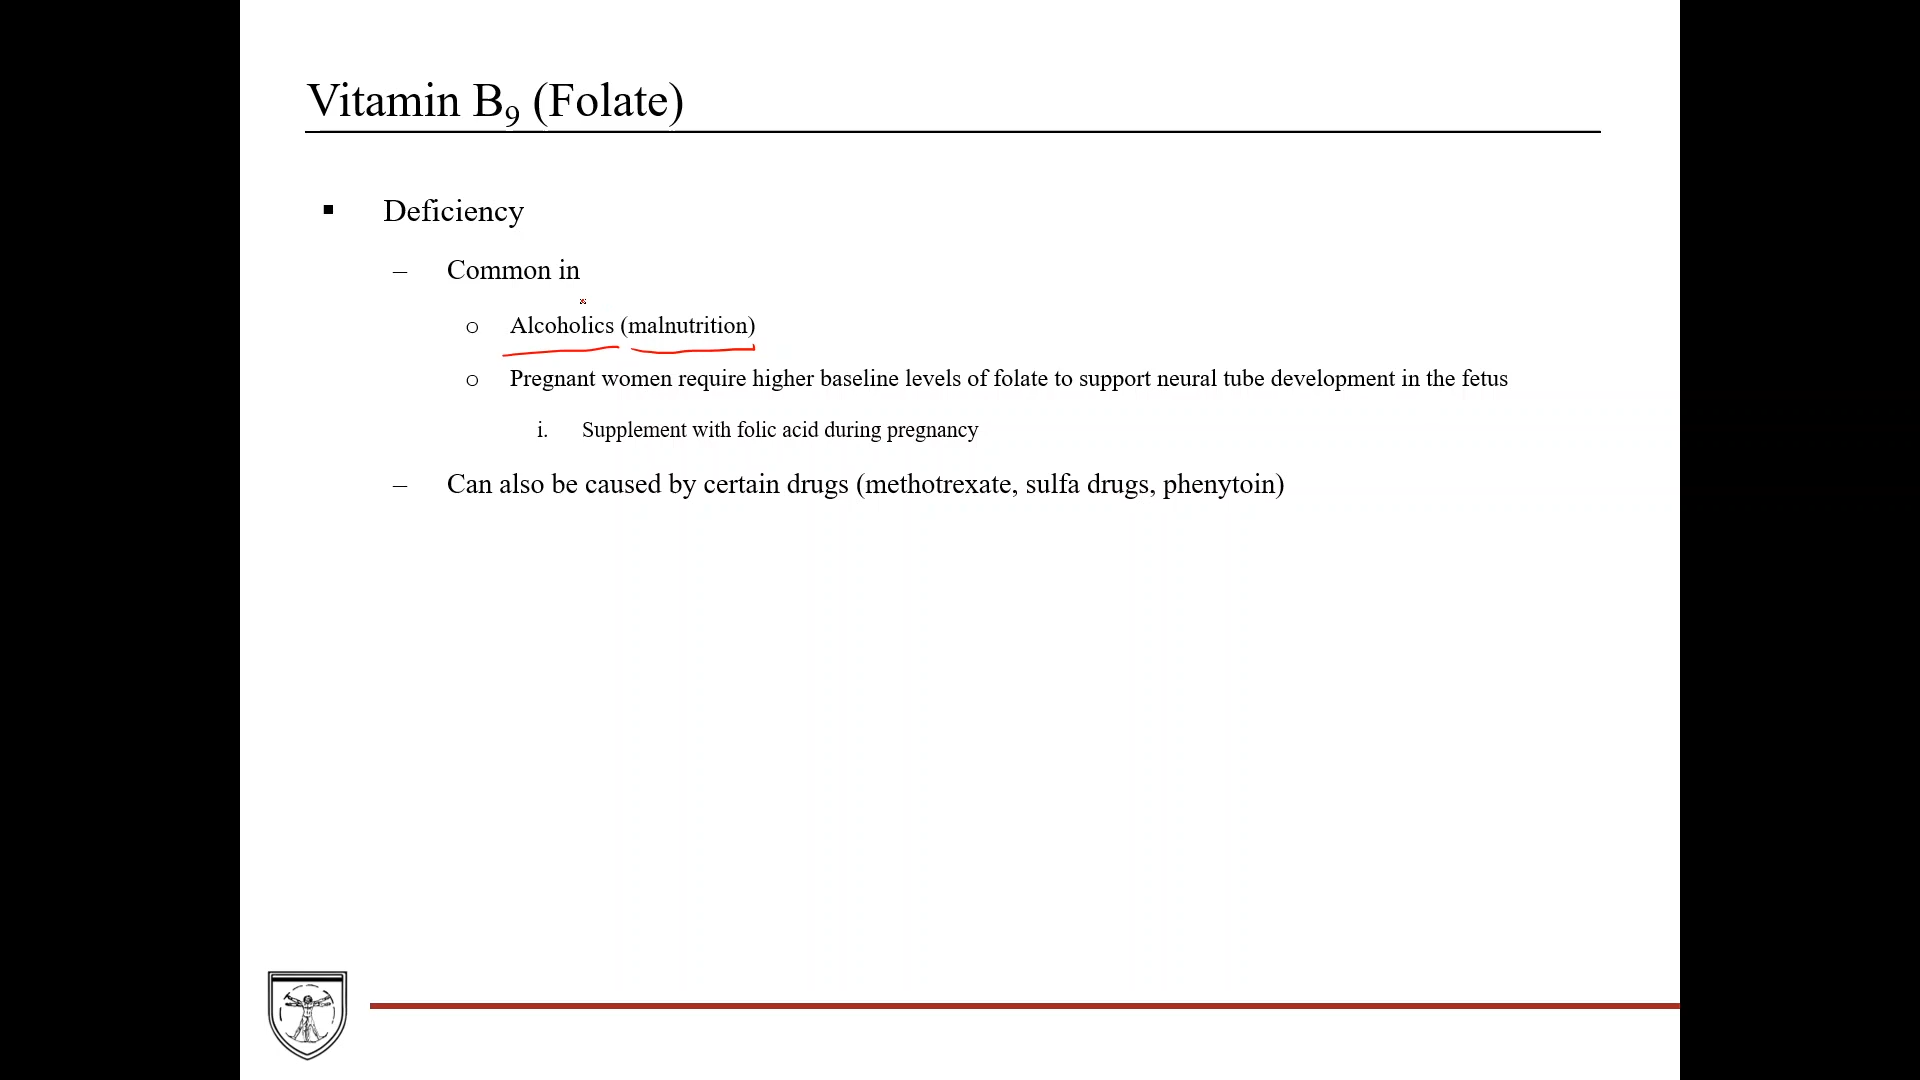 Vitamin B9 (Folate)
▪ Deficiency
– Common in
o Alcoholics (malnutrition)
o Pregnant women require higher baseline levels of folate to support neural tube development in the fetus
i. Supplement with folic acid during pregnancy
– Can also be caused by certain drugs (methotrexate, sulfa drugs, phenytoin)